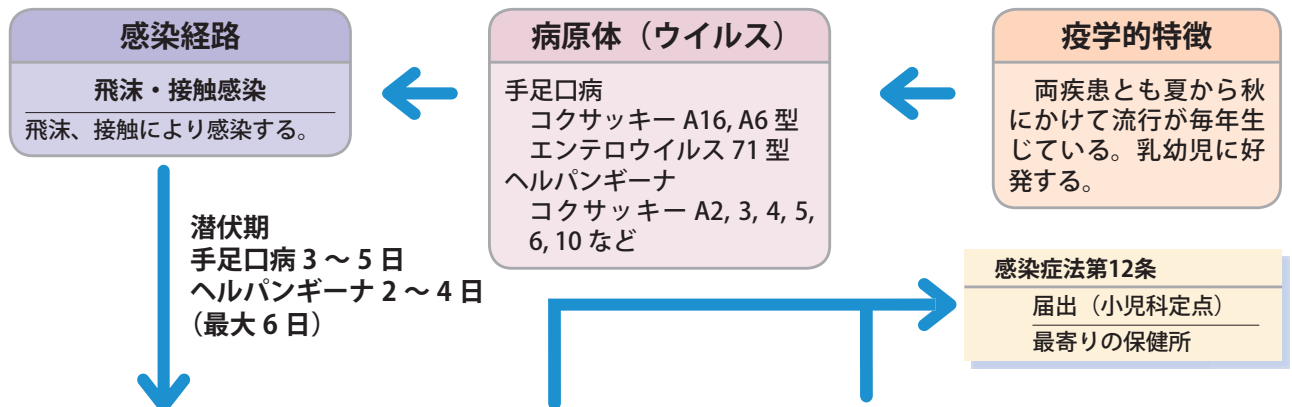 感染経路
飛沫・接触感染
飛沫、接触により感染する。
病原体（ウイルス）
手足口病
コクサッキー A16, A6 型
エンテロウイルス 71 型
ヘルパンギーナ
コクサッキー A2, 3, 4, 5,
6, 10 など
疫学的特徴
両疾患とも夏から秋
にかけて流行が毎年生
じている。乳幼児に好
発する。
潜伏期
手足口病 3 〜 5 日
ヘルパンギーナ 2 〜 4 日
（最大 6 日）
感染症法第12条
届出（小児科定点）
最寄りの保健所